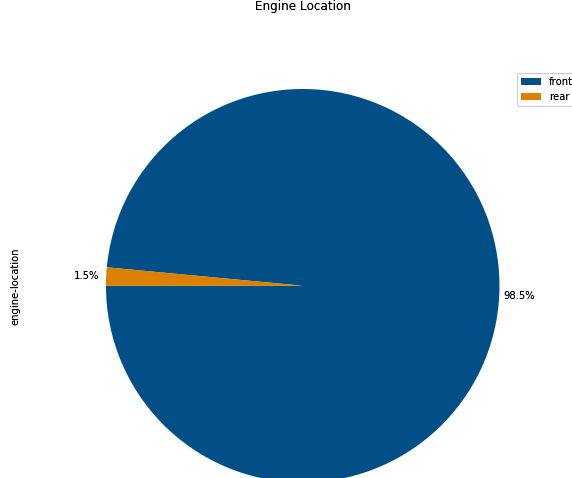 Engine Location
front
rear
1.5%
98.5%
engine-location